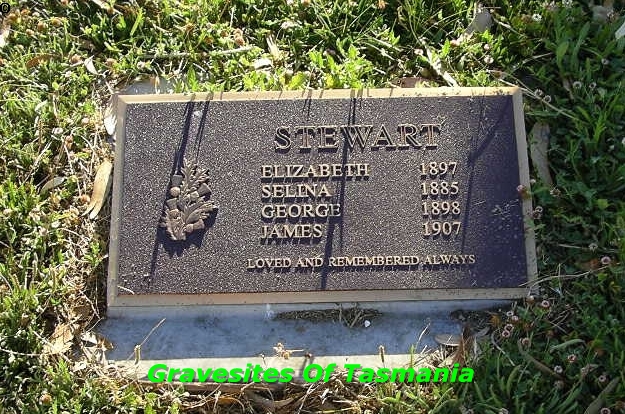 STEWART
ELIZABETH 1897
SELINA 1885
GEORGE 1898
JAMES 1907
LOVED AND REMEMBERED ALWAYS
Gravesites Of Tasmania